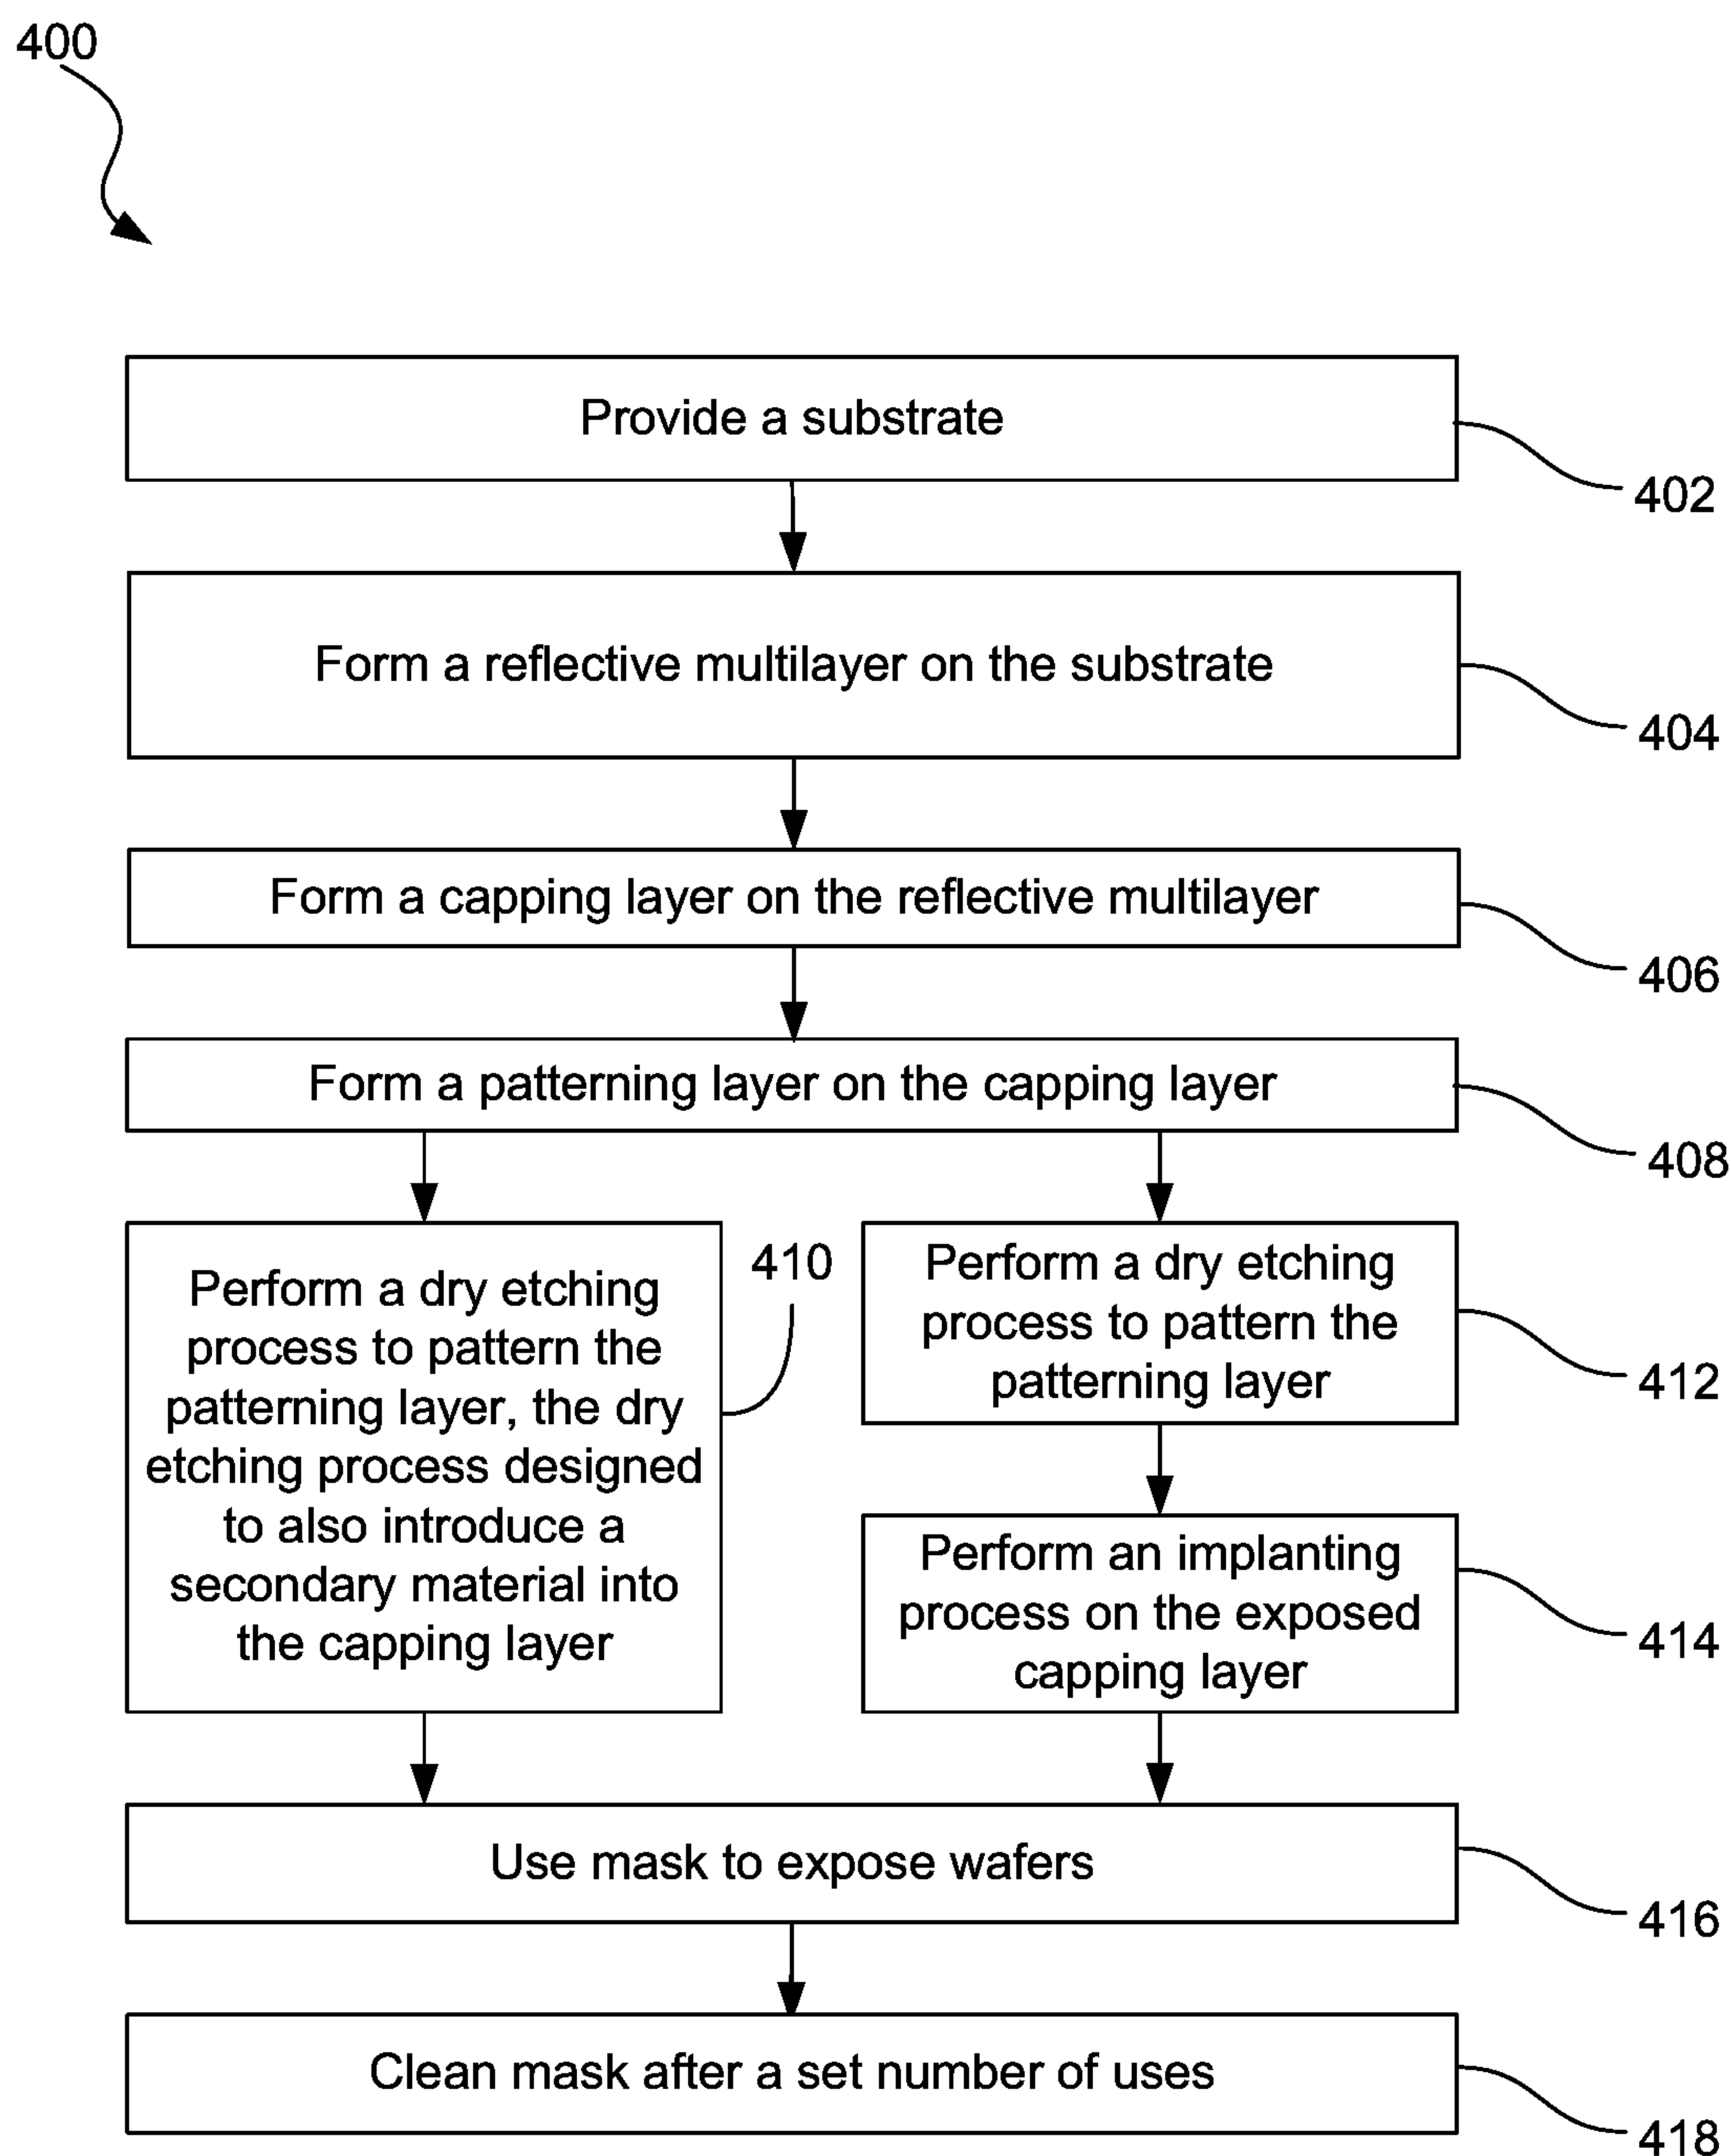 400
Provide a substrate
402
Form a reflective multilayer on the substrate
404
Form a capping layer on the reflective multilayer
406
Form a patterning layer on the capping layer
408
Perform a dry etching
process to pattern the
patterning layer, the dry
etching process designed
to also introduce a
secondary material into
the capping layer
410
Perform a dry etching
process to pattern the
patterning layer
412
Perform an implanting
process on the exposed
capping layer
414
Use mask to expose wafers
416
Clean mask after a set number of uses
418